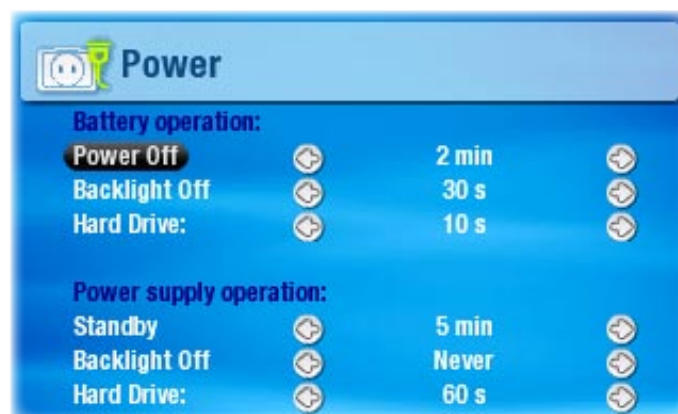 Power
Battery operation:
Power Off 2 min
Backlight Off 30 s
Hard Drive: 10 s
Power supply operation:
Standby 5 min
Backlight Off Never
Hard Drive: 60 s